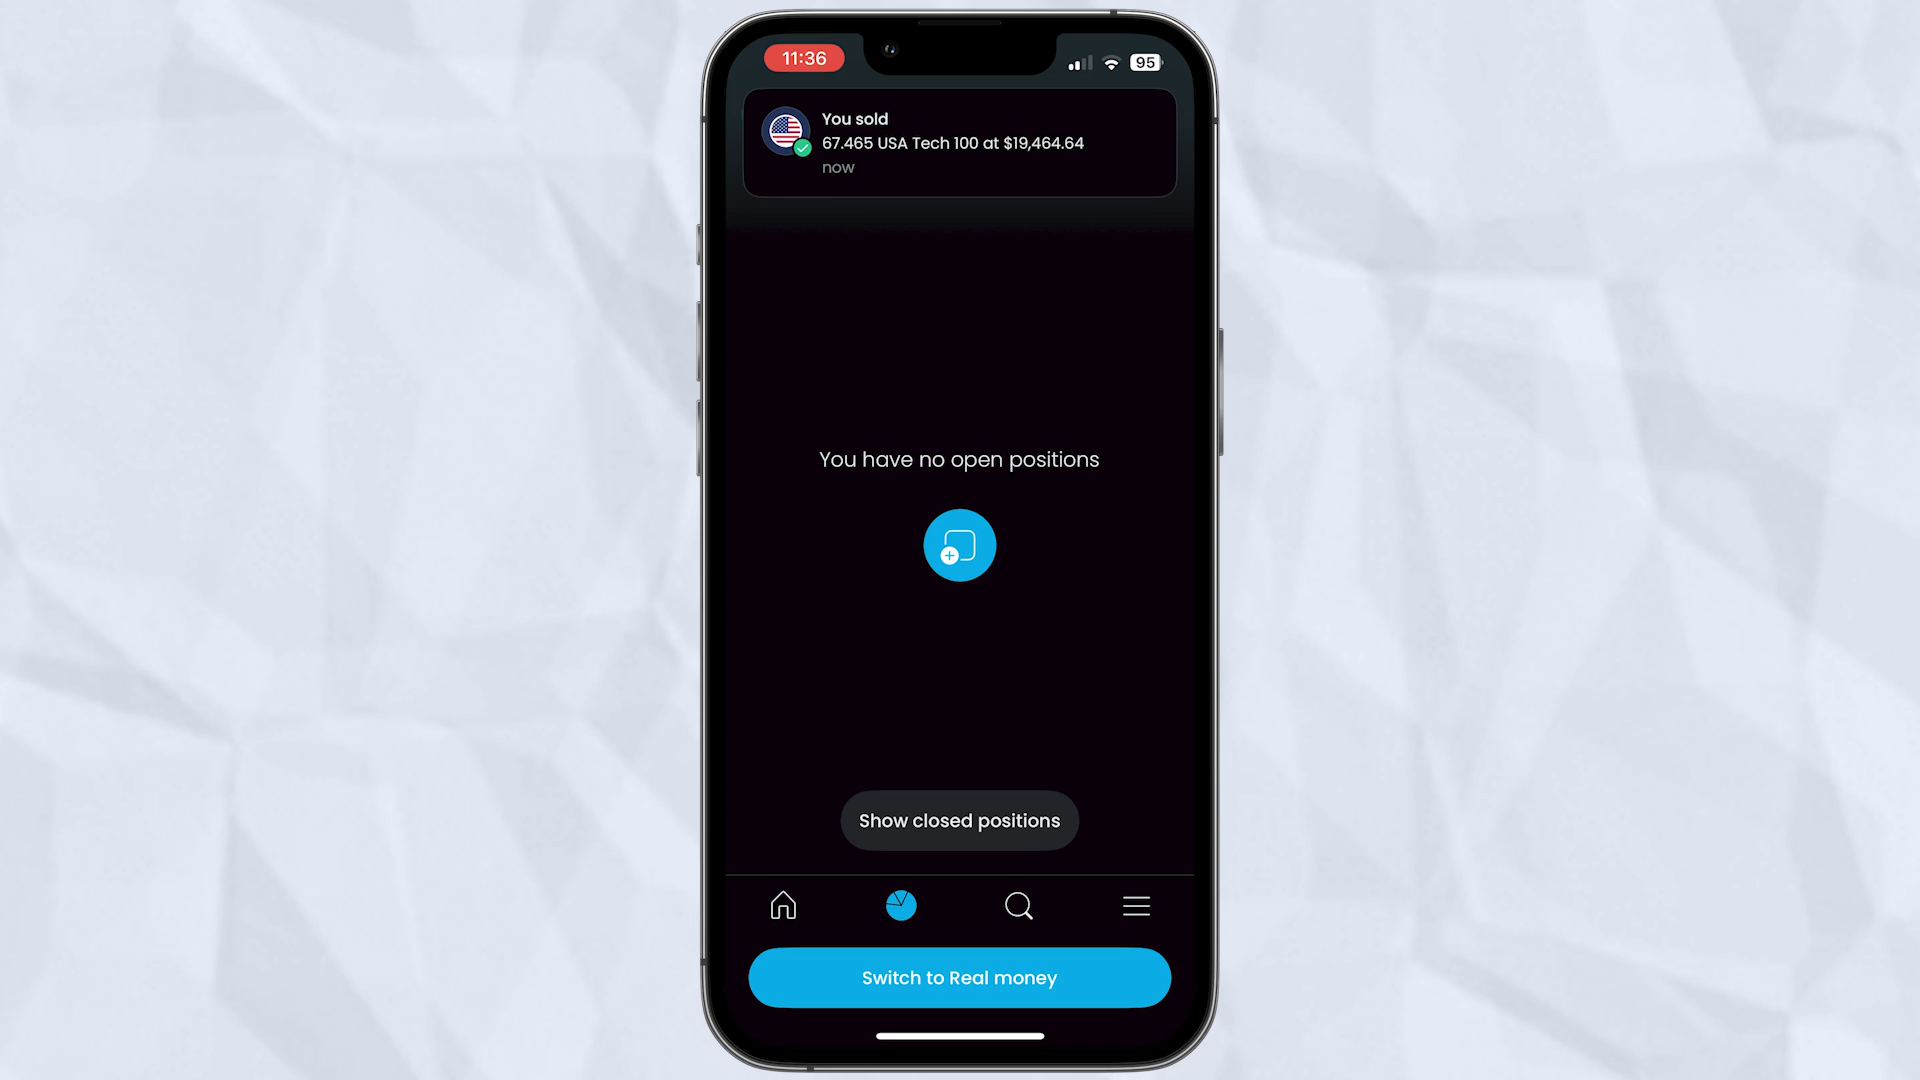 11:36
95
You sold
67.465 USA Tech 100 at $19,464.64
now
You have no open positions
Show closed positions
Switch to Real money